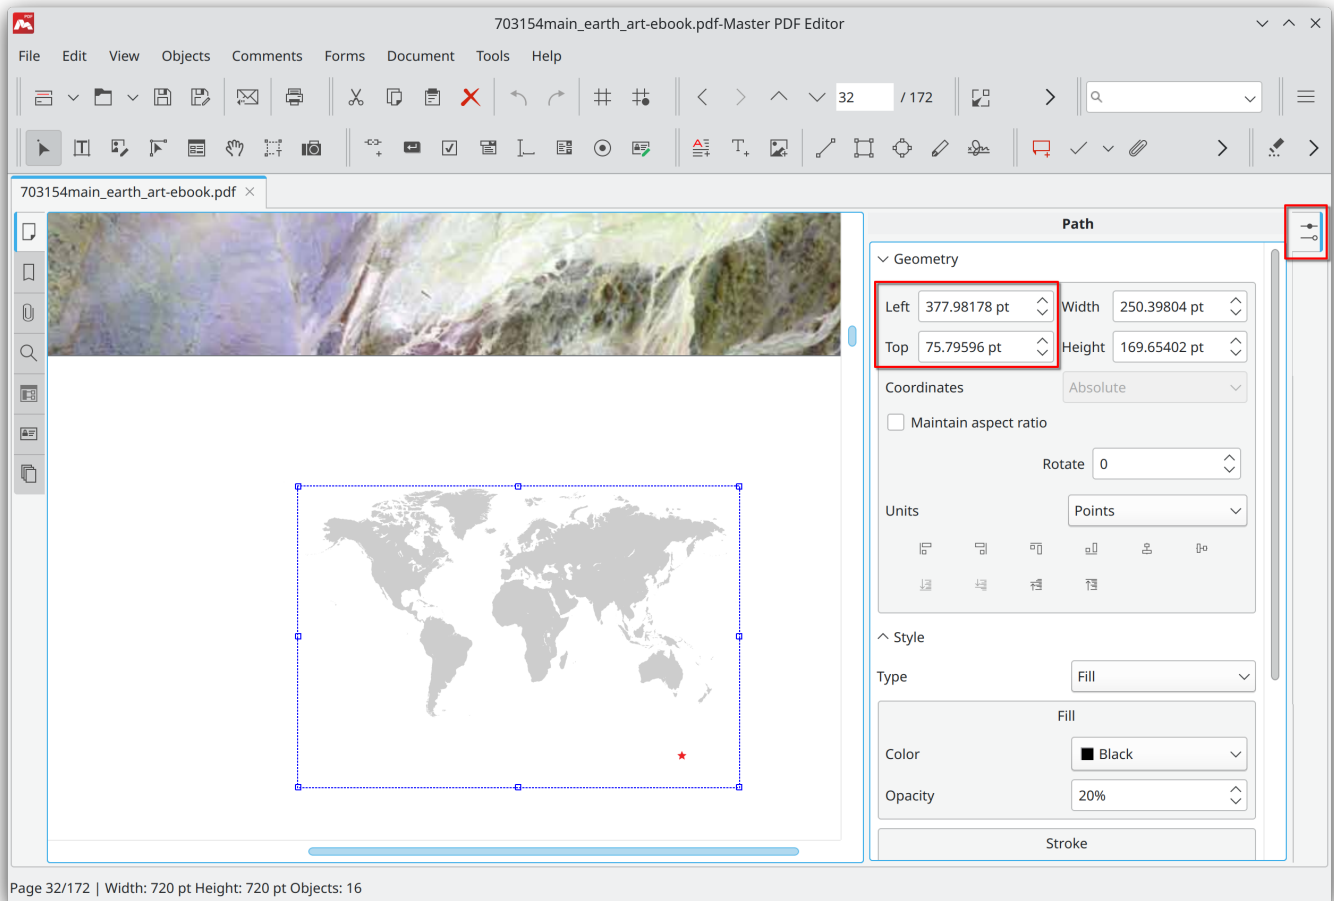 703154main_earth_art-ebook.pdf-Master PDF Editor
File Edit View Objects Comments Forms Document Tools Help
32 / 172
703154main_earth_art-ebook.pdf
Path
Geometry
Left 377.98178 pt Width 250.39804 pt
Top 75.79596 pt Height 169.65402 pt
Coordinates Absolute
Maintain aspect ratio
Rotate 0
Units Points
Style
Type Fill
Fill
Color Black
Opacity 20%
Stroke
Page 32/172 | Width: 720 pt Height: 720 pt Objects: 16